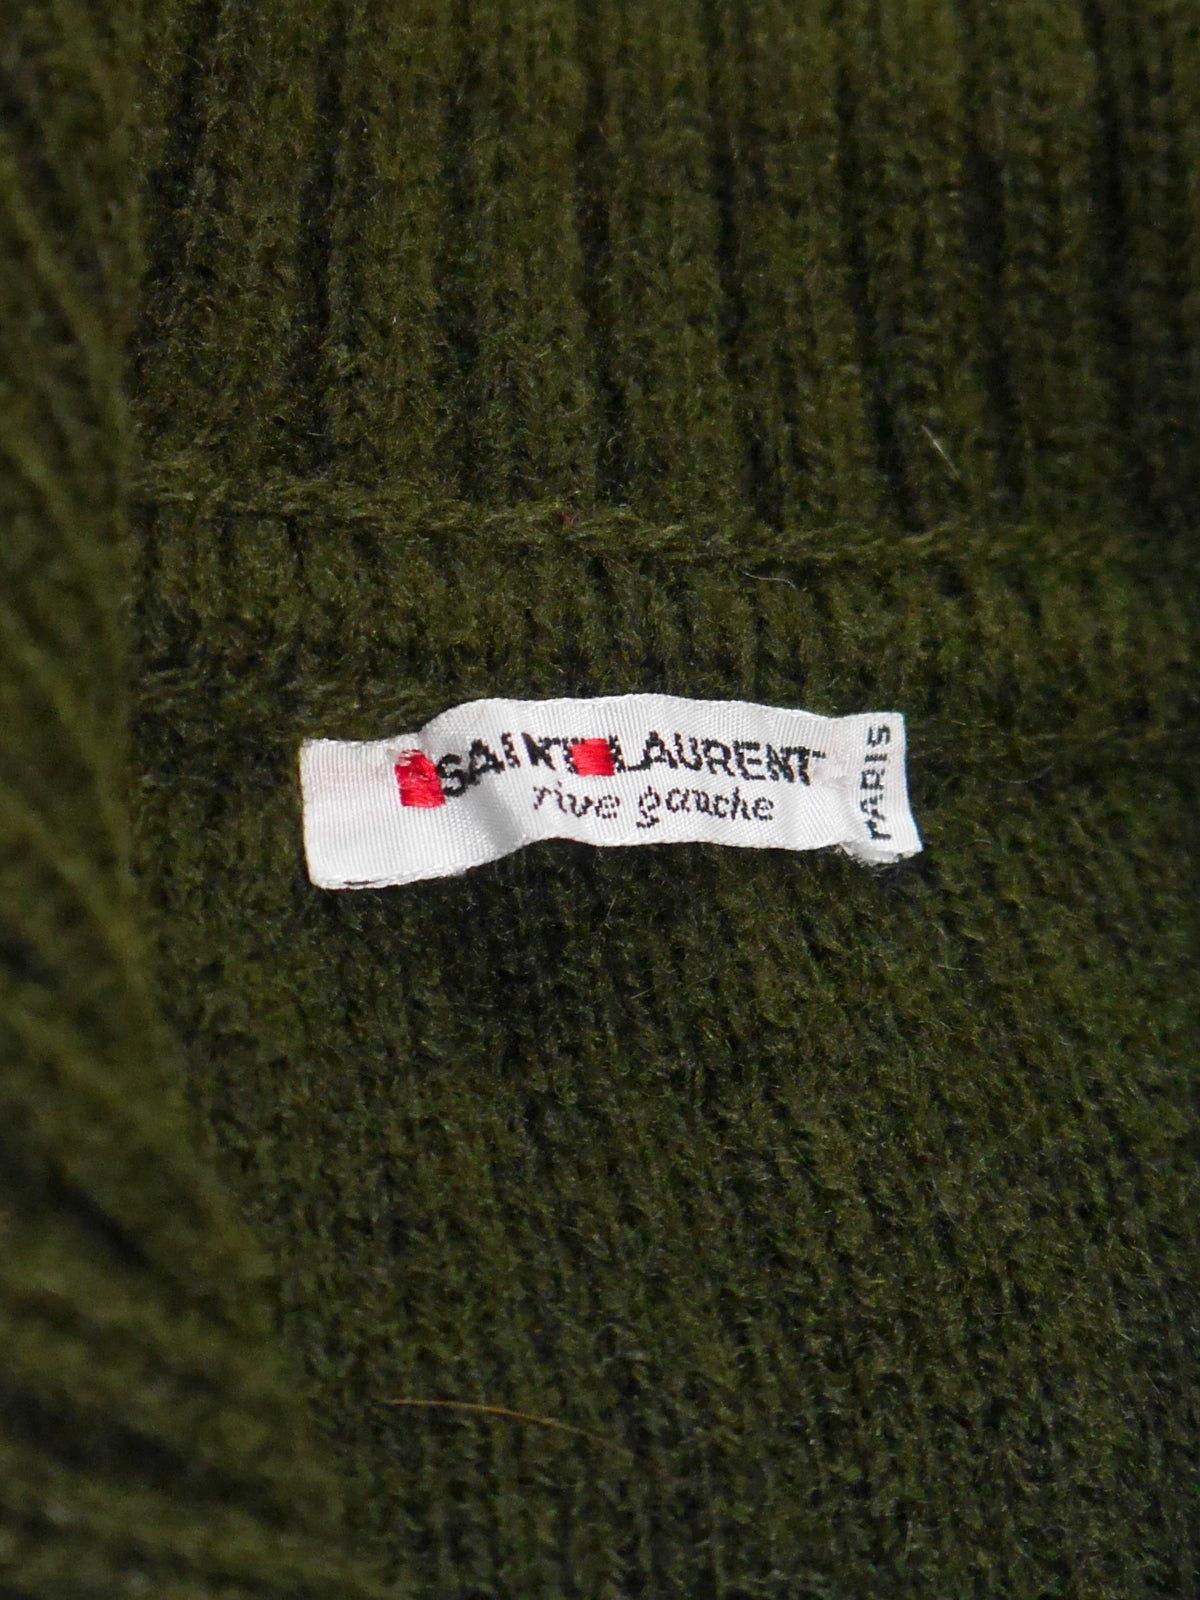 SAINT LAURENT
rive gauche
PARIS